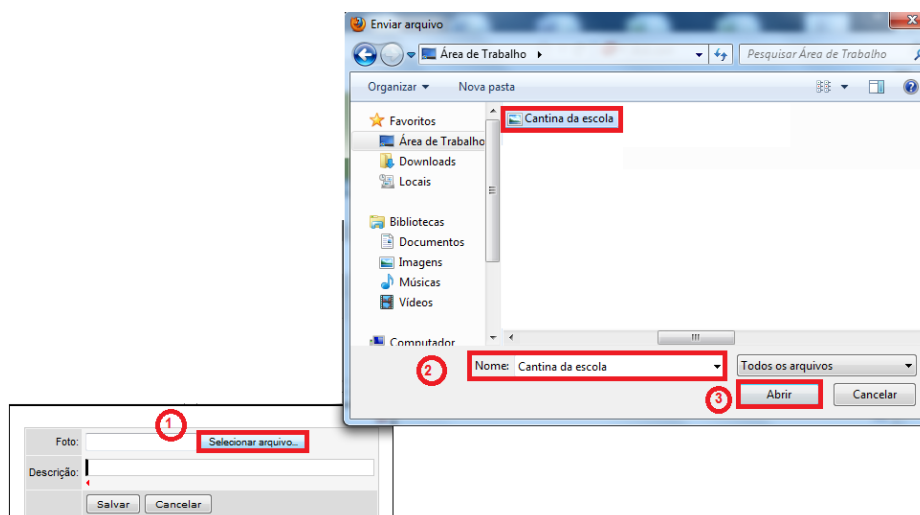 Enviar arquivo
Área de Trabalho
Pesquisar Área de Trabalho
Organizar Nova pasta
Favoritos
Área de Trabalho
Downloads
Locais
Bibliotecas
Documentos
Imagens
Músicas
Vídeos
Computador
Cantina da escola
2 Nome: Cantina da escola Todos os arquivos
3 Abrir Cancelar
1
Foto: Selecionar arquivo...
Descrição:
Salvar Cancelar